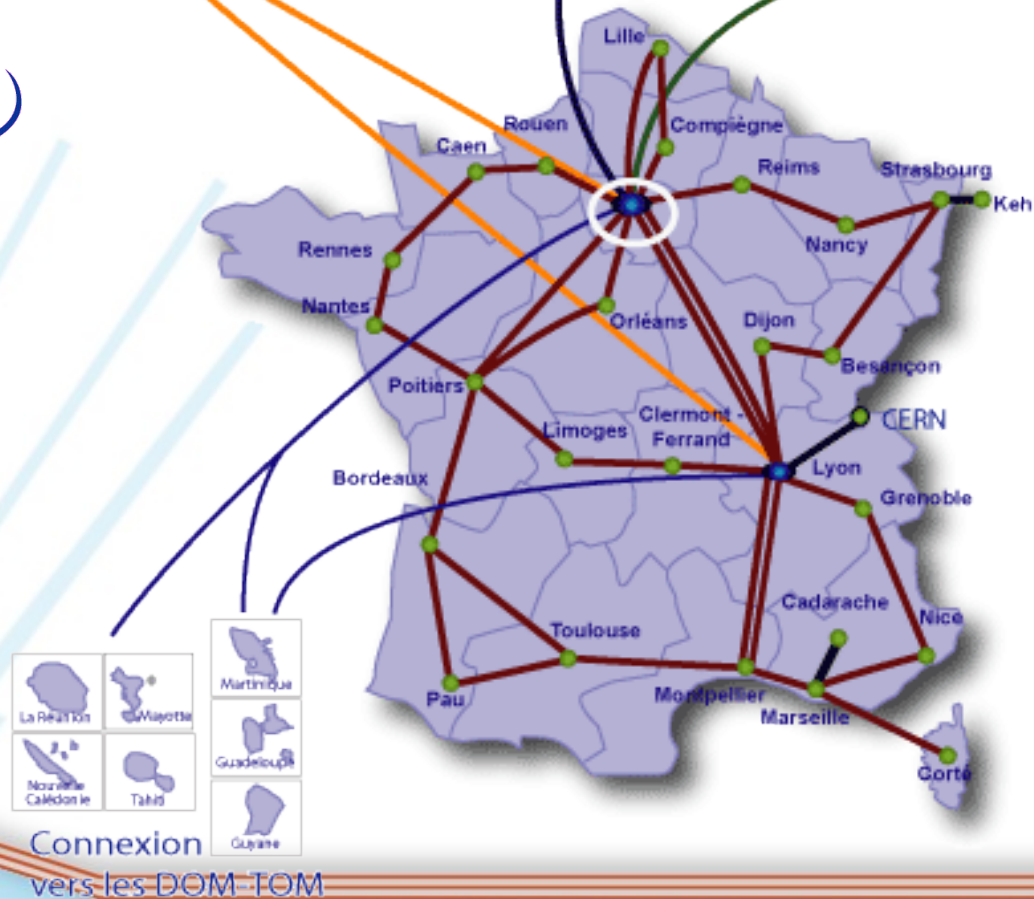 )
Lille
Rouen
Compiègne
Caen
Reims
Strasbourg
Keh
Nancy
Rennes
Nantes
Orléans
Dijon
Besançon
Poitiers
Clermont -
Ferrand
CERN
Limoges
Lyon
Bordeaux
Grenoble
Cadarache
Nice
Toulouse
Pau
Montpellier
Marseille
Corté
La Réunion
Mayotte
Nouvelle
Calédonie
Tahiti
Martinique
Guadeloupe
Guyane
Connexion
vers les DOM-TOM